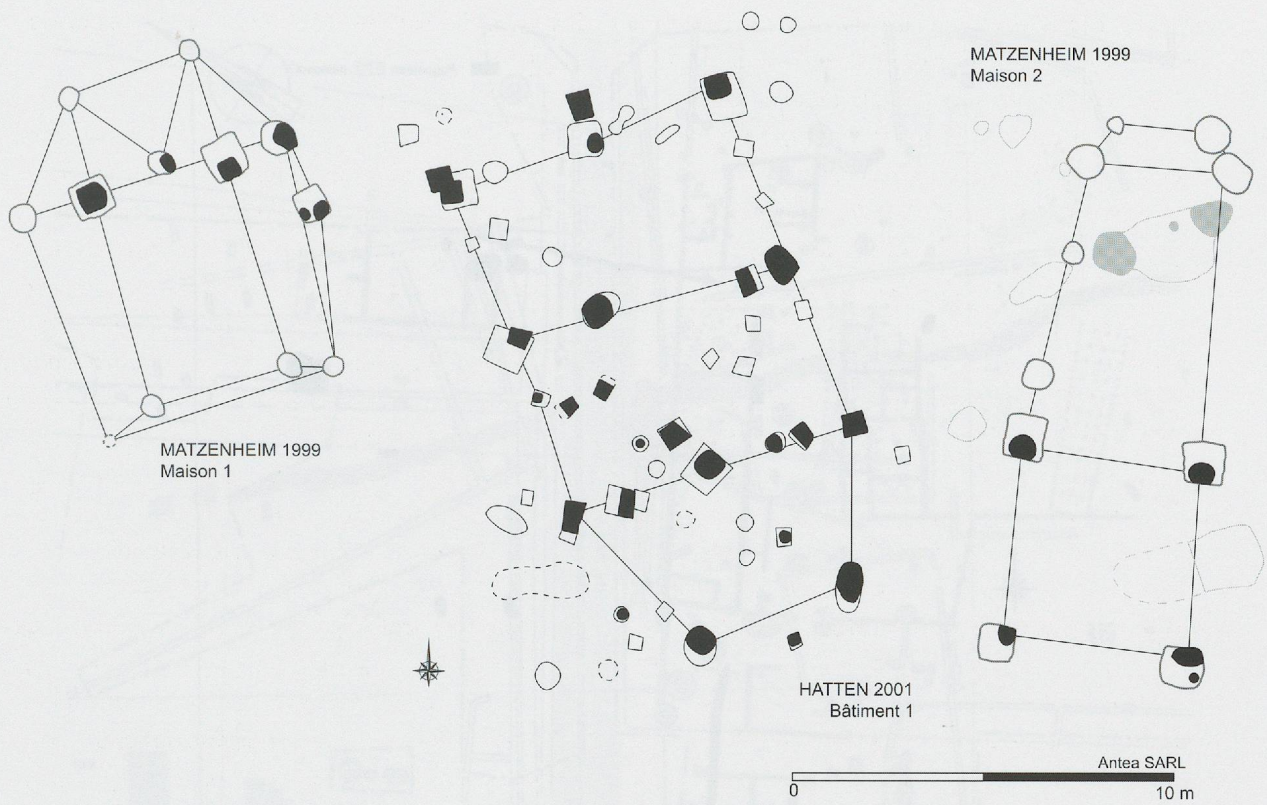 MATZENHEIM 1999
Maison 1
MATZENHEIM 1999
Maison 2
HATTEN 2001
Bâtiment 1
Antea SARL
0
10 m